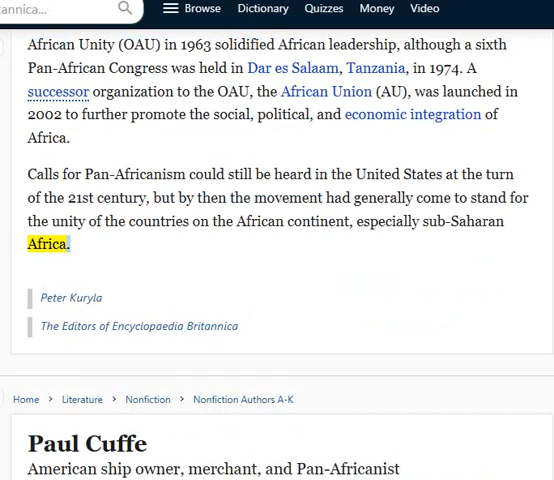 annica...
Browse Dictionary Quizzes Money Video
African Unity (OAU) in 1963 solidified African leadership, although a sixth
Pan-African Congress was held in Dar es Salaam, Tanzania, in 1974. A
successor organization to the OAU, the African Union (AU), was launched in
2002 to further promote the social, political, and economic integration of
Africa.
Calls for Pan-Africanism could still be heard in the United States at the turn
of the 21st century, but by then the movement had generally come to stand for
the unity of the countries on the African continent, especially sub-Saharan
Africa.
Peter Kuryla
The Editors of Encyclopaedia Britannica
Home > Literature > Nonfiction > Nonfiction Authors A-K
Paul Cuffe
American ship owner, merchant, and Pan-Africanist